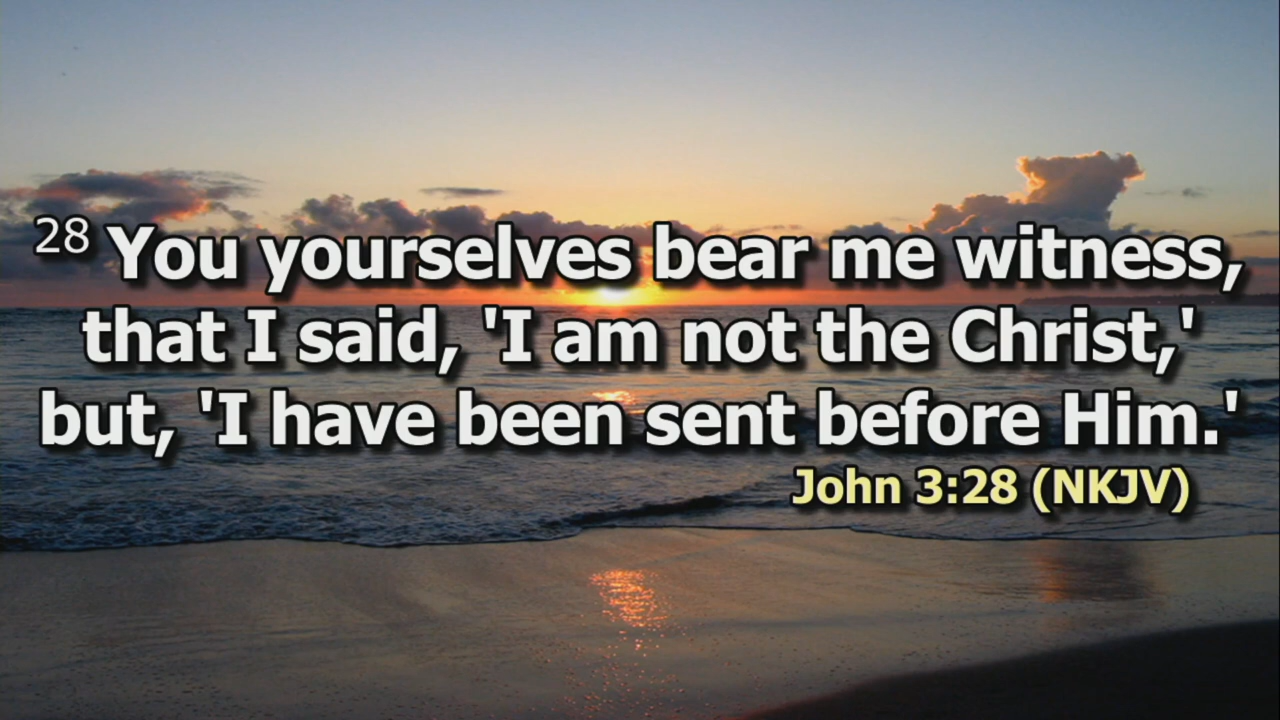 28 You yourselves bear me witness,
that I said, 'I am not the Christ,'
but, 'I have been sent before Him.'
John 3:28 (NKJV)